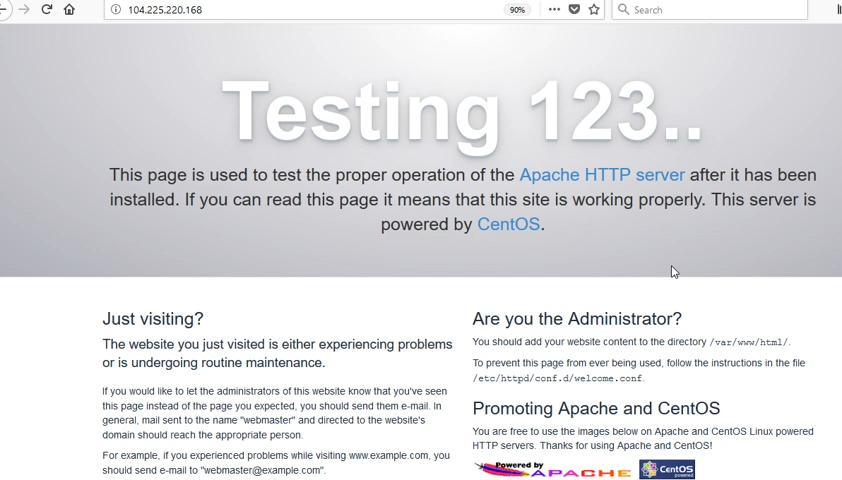 104.225.220.168
90%
Search
Testing 123..
This page is used to test the proper operation of the Apache HTTP server after it has been
installed. If you can read this page it means that this site is working properly. This server is
powered by CentOS.
Just visiting?
The website you just visited is either experiencing problems
or is undergoing routine maintenance.
If you would like to let the administrators of this website know that you've seen
this page instead of the page you expected, you should send them e-mail. In
general, mail sent to the name "webmaster" and directed to the website's
domain should reach the appropriate person.
For example, if you experienced problems while visiting www.example.com, you
should send e-mail to "webmaster@example.com".
Are you the Administrator?
You should add your website content to the directory /var/www/html/.
To prevent this page from ever being used, follow the instructions in the file
/etc/httpd/conf.d/welcome.conf.
Promoting Apache and CentOS
You are free to use the images below on Apache and CentOS Linux powered
HTTP servers. Thanks for using Apache and CentOS!
Powered by
APACHE
CentOS
powered